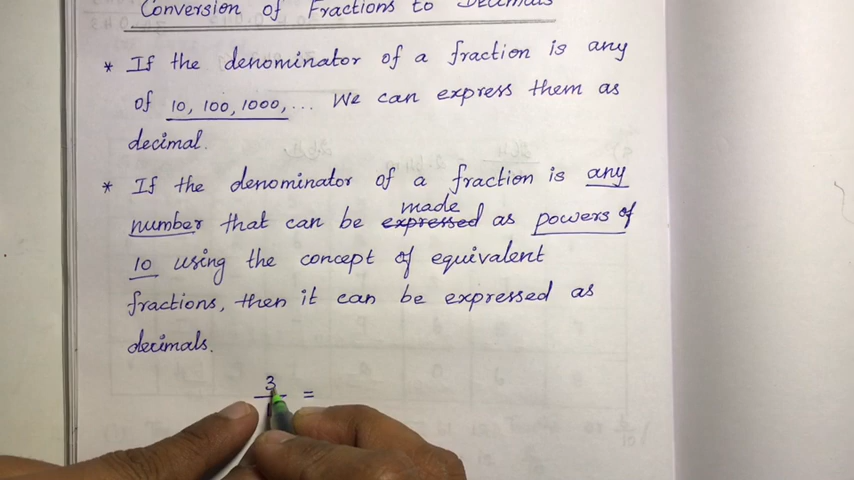 Conversion of Fractions to Decimals
* If the denominator of a fraction is any
of 10, 100, 1000, ... We can express them as
decimal.
* If the denominator of a fraction is any
made
number that can be expressed as powers of
10 using the concept of equivalent
fractions, then it can be expressed as
decimals.
3
=